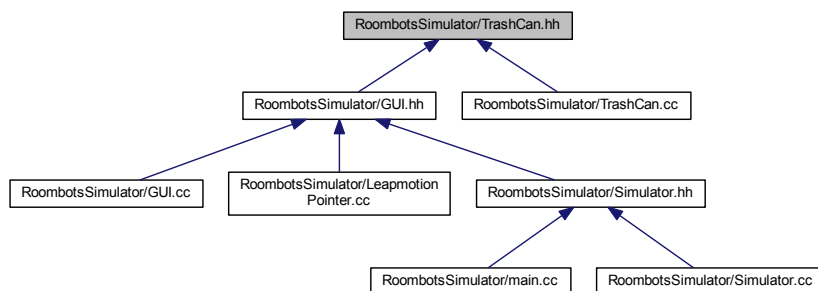 RoombotsSimulator/TrashCan.hh
RoombotsSimulator/GUI.hh
RoombotsSimulator/TrashCan.cc
RoombotsSimulator/GUI.cc
RoombotsSimulator/Leapmotion
Pointer.cc
RoombotsSimulator/Simulator.hh
RoombotsSimulator/main.cc
RoombotsSimulator/Simulator.cc